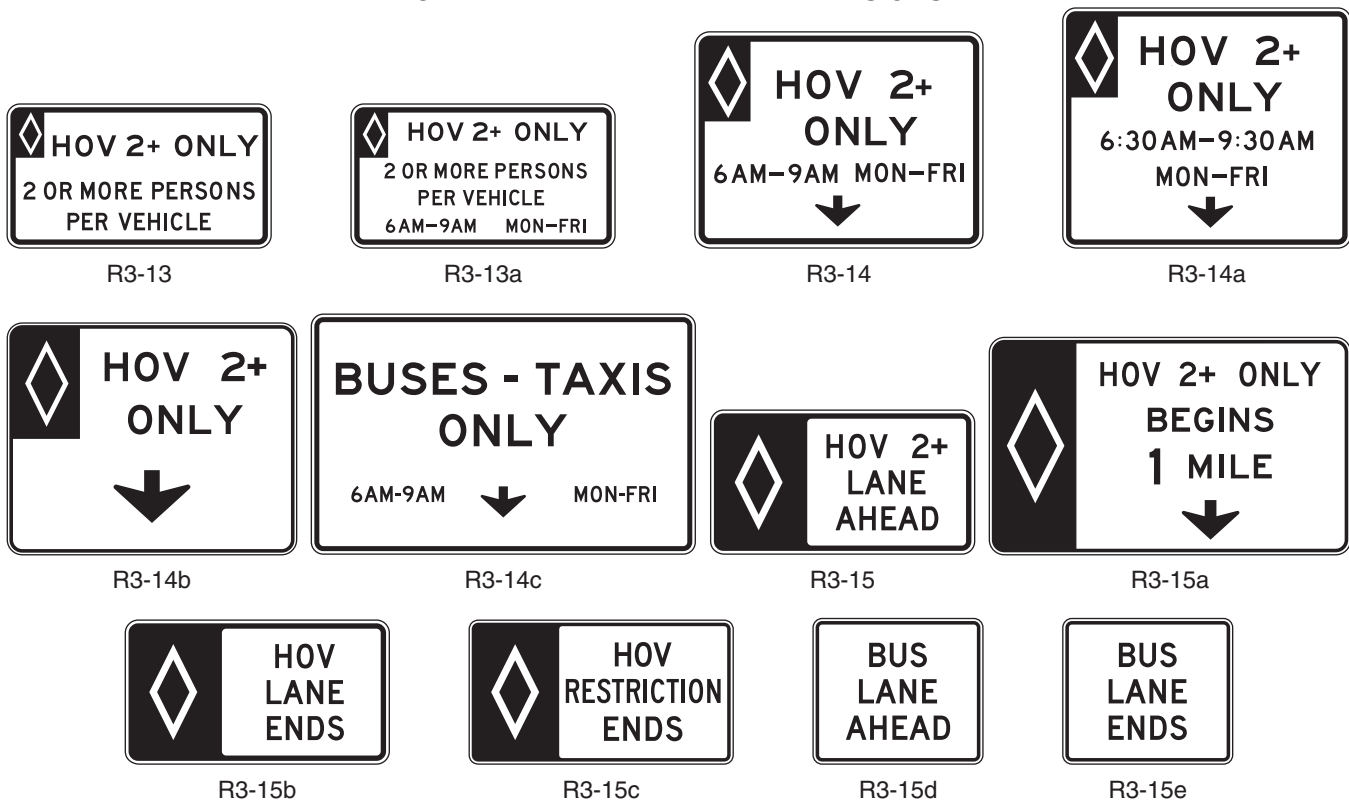 HOV 2+ ONLY
2 OR MORE PERSONS
PER VEHICLE
R3-13
HOV 2+ ONLY
2 OR MORE PERSONS
PER VEHICLE
6AM–9AM MON–FRI
R3-13a
HOV 2+
ONLY
6AM–9AM MON–FRI
R3-14
HOV 2+
ONLY
6:30AM–9:30AM
MON–FRI
R3-14a
HOV 2+
ONLY
R3-14b
BUSES - TAXIS
ONLY
6AM-9AM MON-FRI
R3-14c
HOV 2+
LANE
AHEAD
R3-15
HOV 2+ ONLY
BEGINS
1 MILE
R3-15a
HOV
LANE
ENDS
R3-15b
HOV
RESTRICTION
ENDS
R3-15c
BUS
LANE
AHEAD
R3-15d
BUS
LANE
ENDS
R3-15e